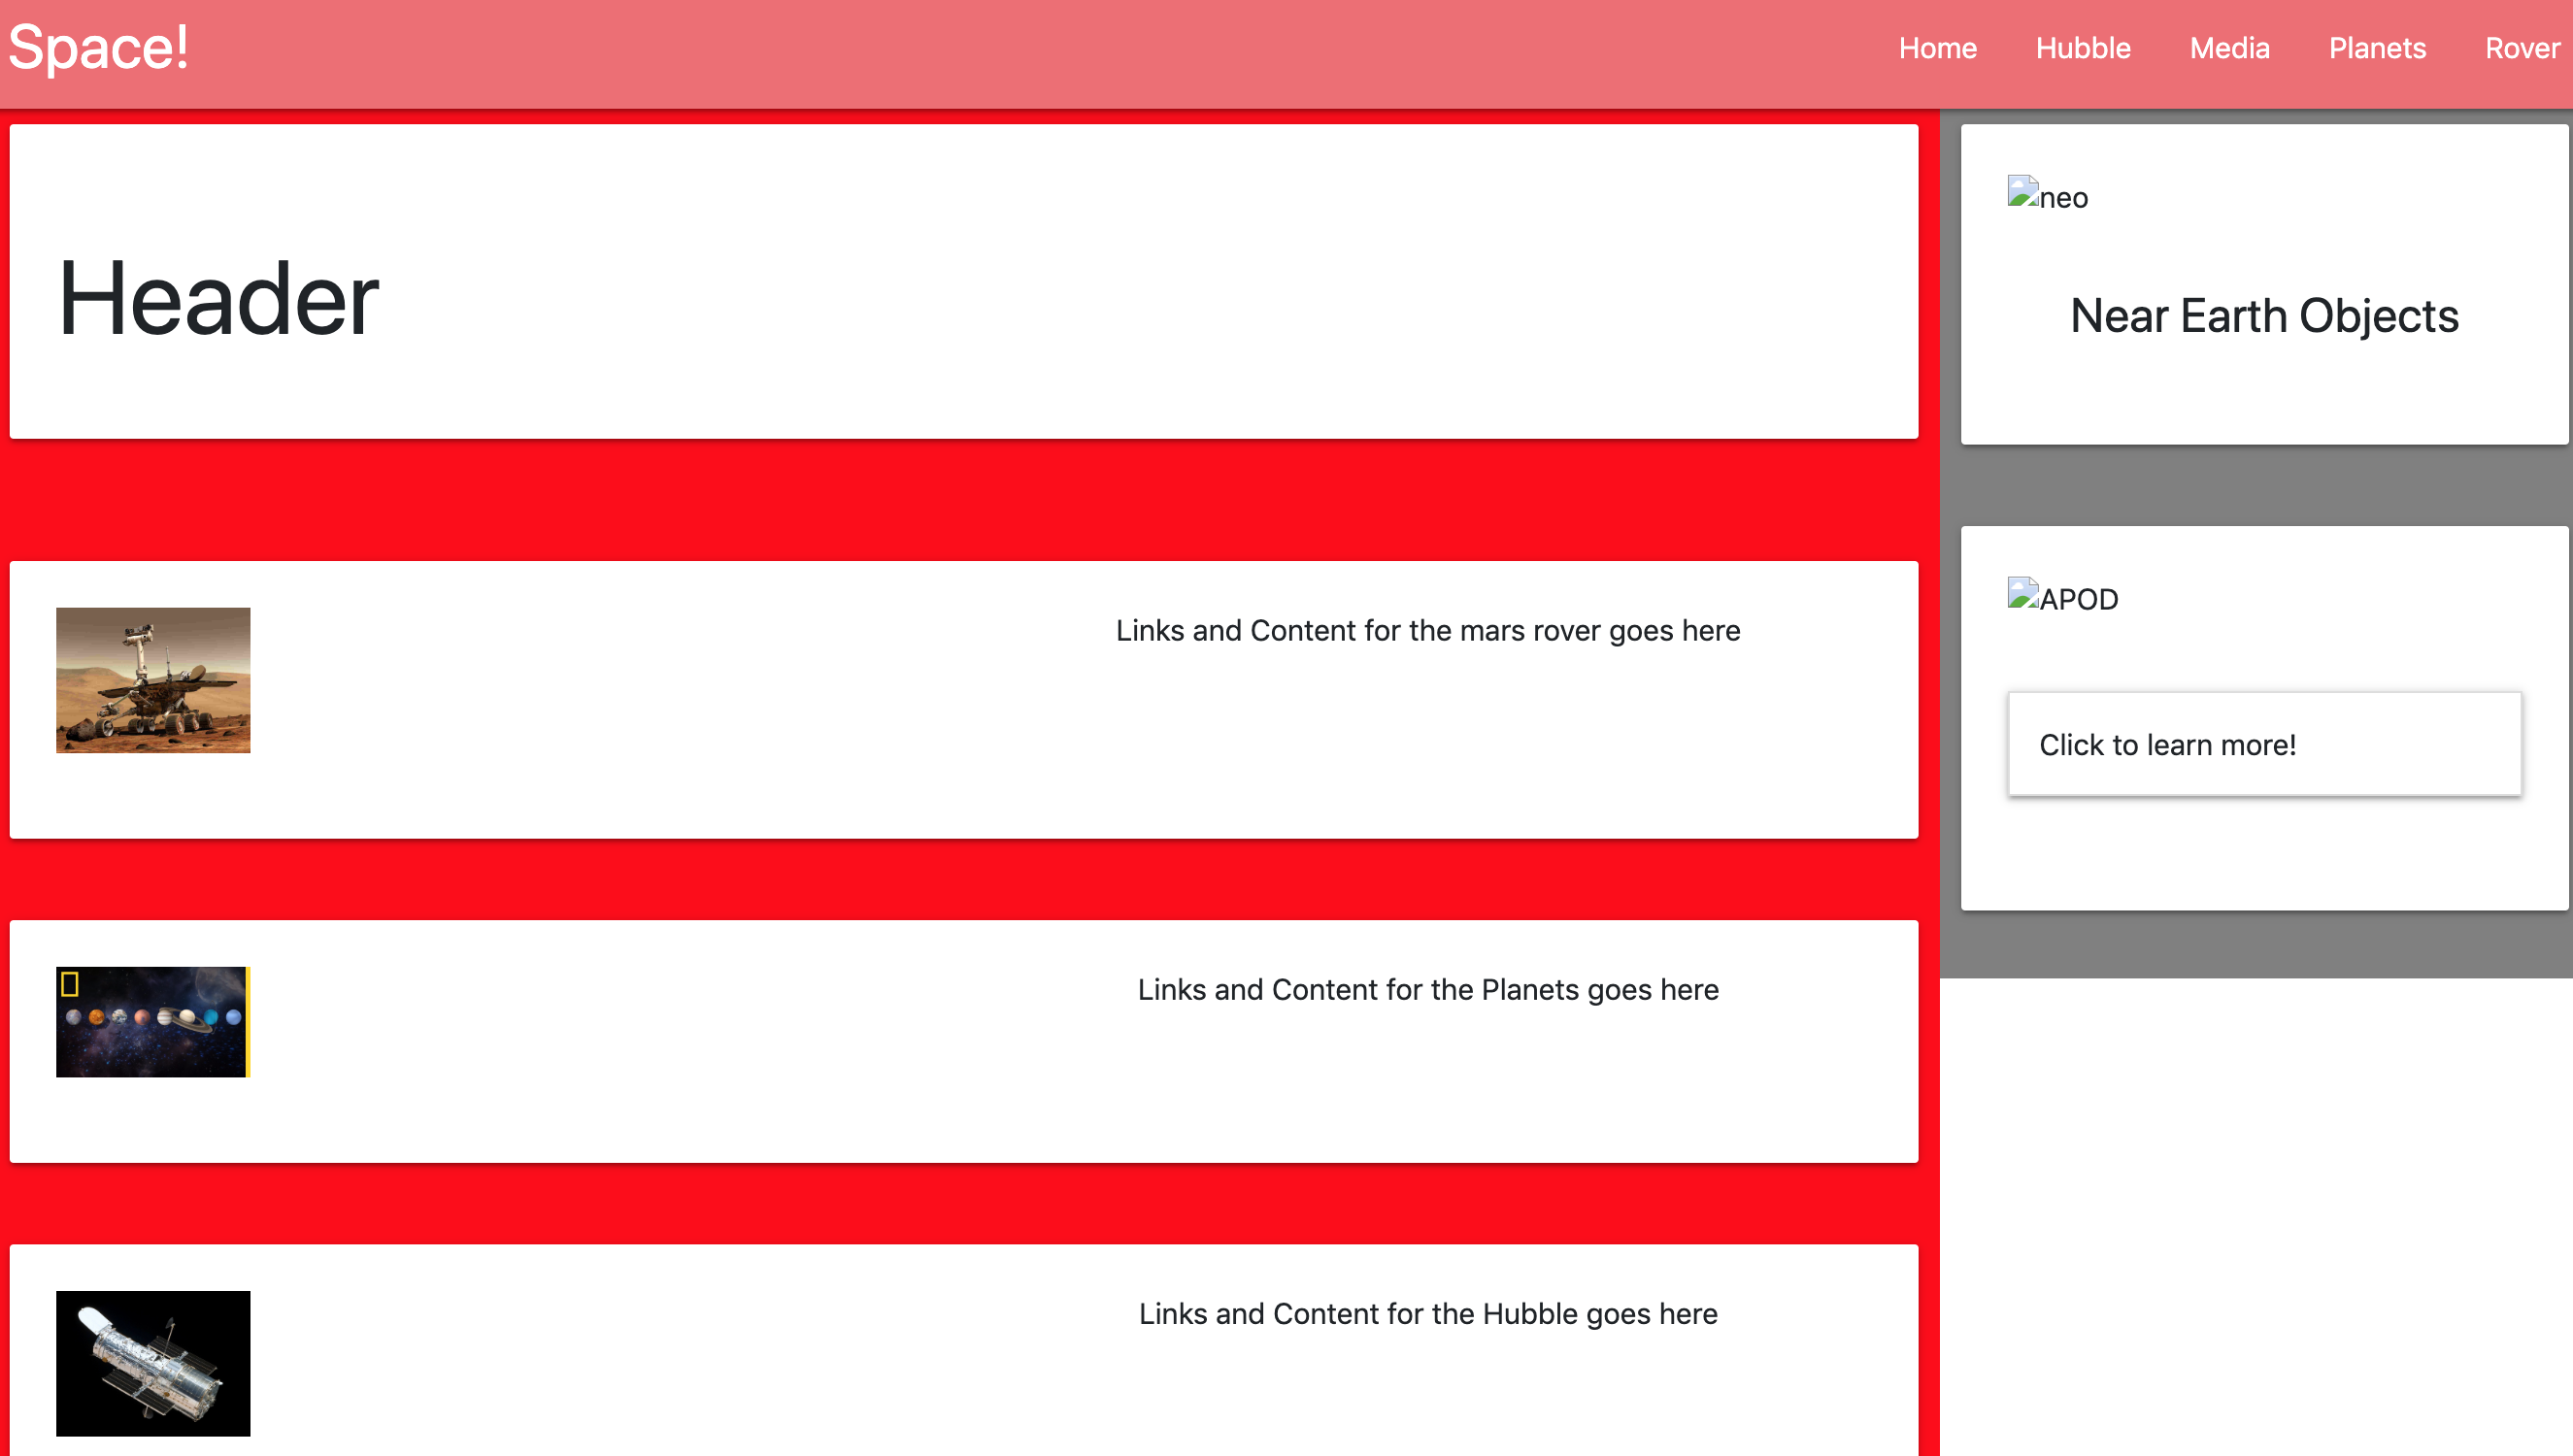 Space!
Home Hubble Media Planets Rover
Header
neo
Near Earth Objects
APOD
Click to learn more!
Links and Content for the mars rover goes here
Links and Content for the Planets goes here
Links and Content for the Hubble goes here